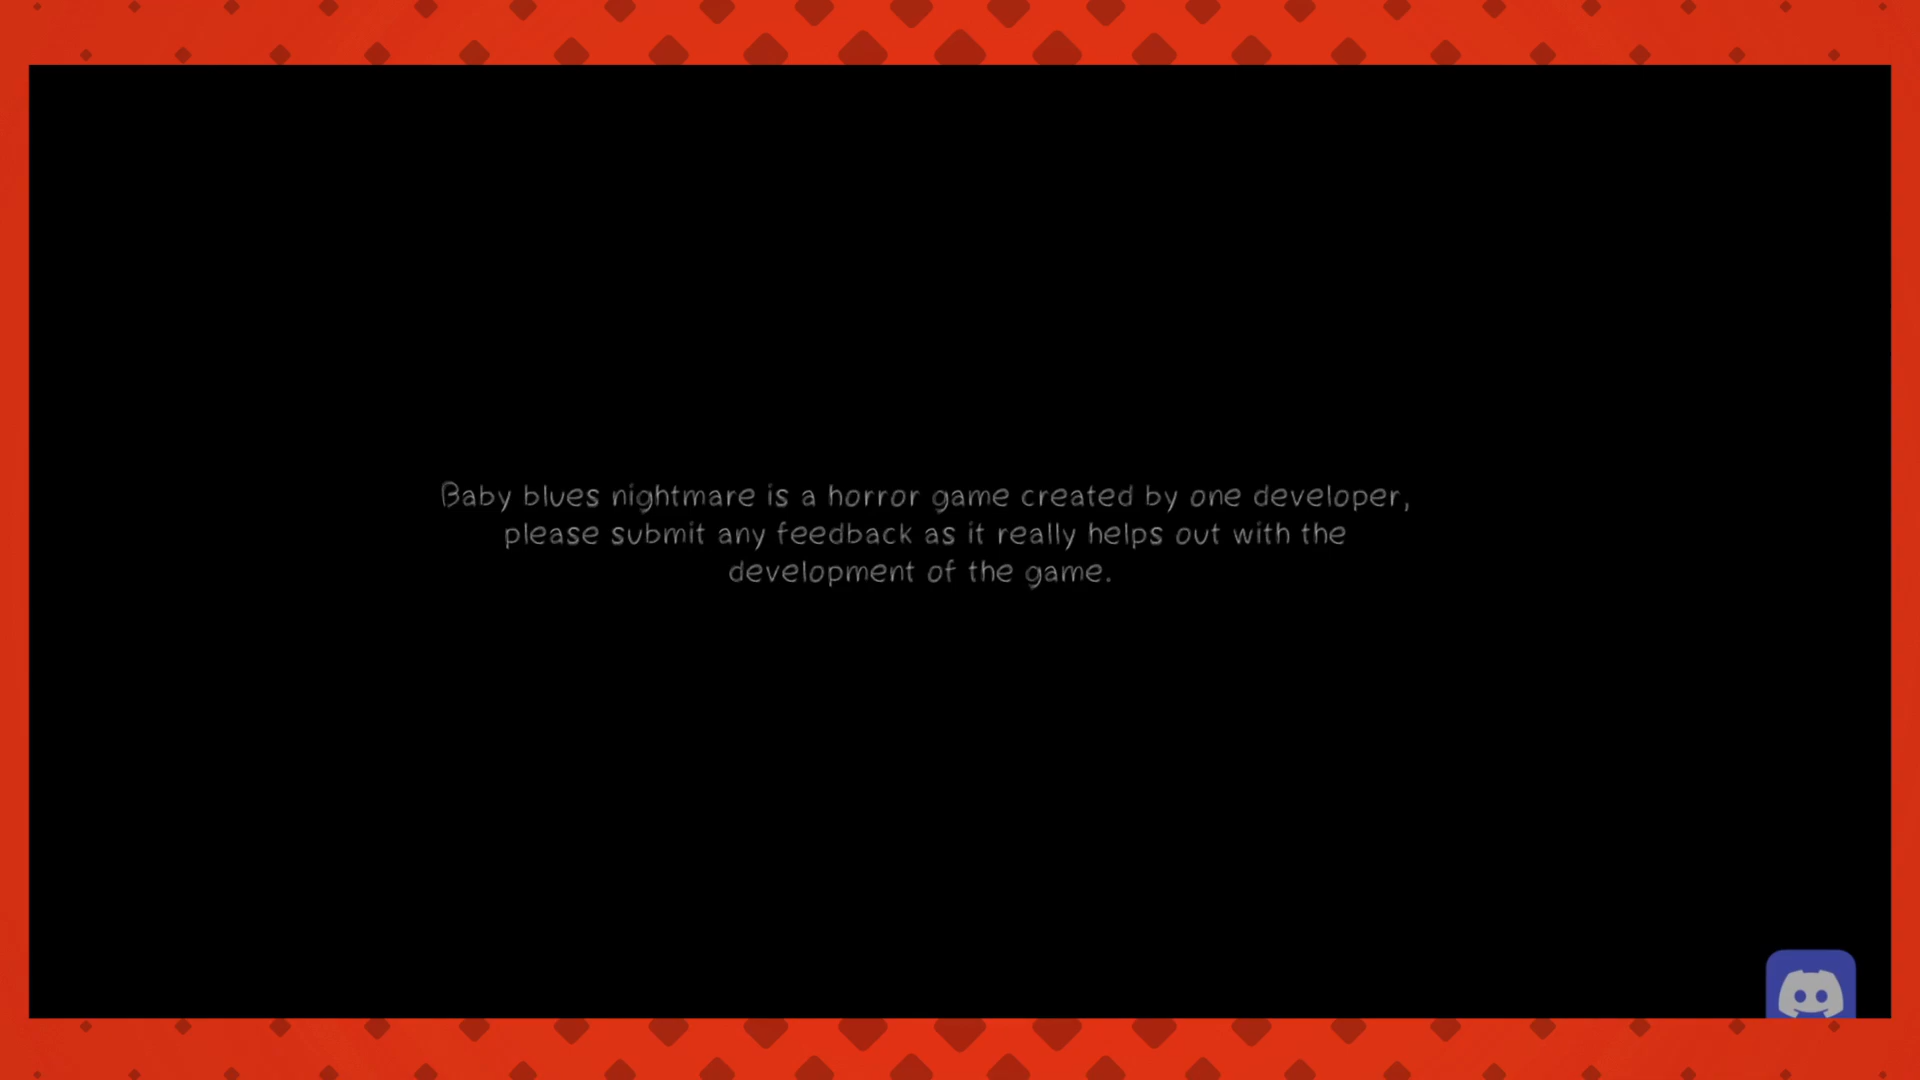 Baby blues nightmare is a horror game created by one developer,
please submit any feedback as it really helps out with the
development of the game.